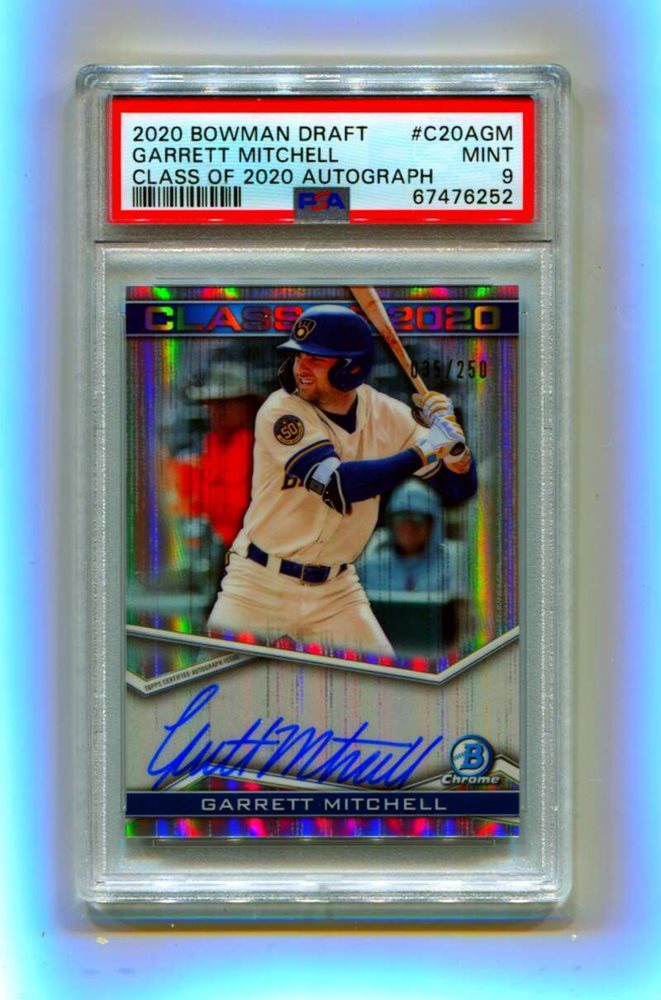 2020 BOWMAN DRAFT #C20AGM
GARRETT MITCHELL MINT
CLASS OF 2020 AUTOGRAPH 9
PSA 67476252
CLASS OF 2020
035/250
50
TOPPS CERTIFIED AUTOGRAPH ISSUE
Garrett Mitchell
B
Chrome
GARRETT MITCHELL